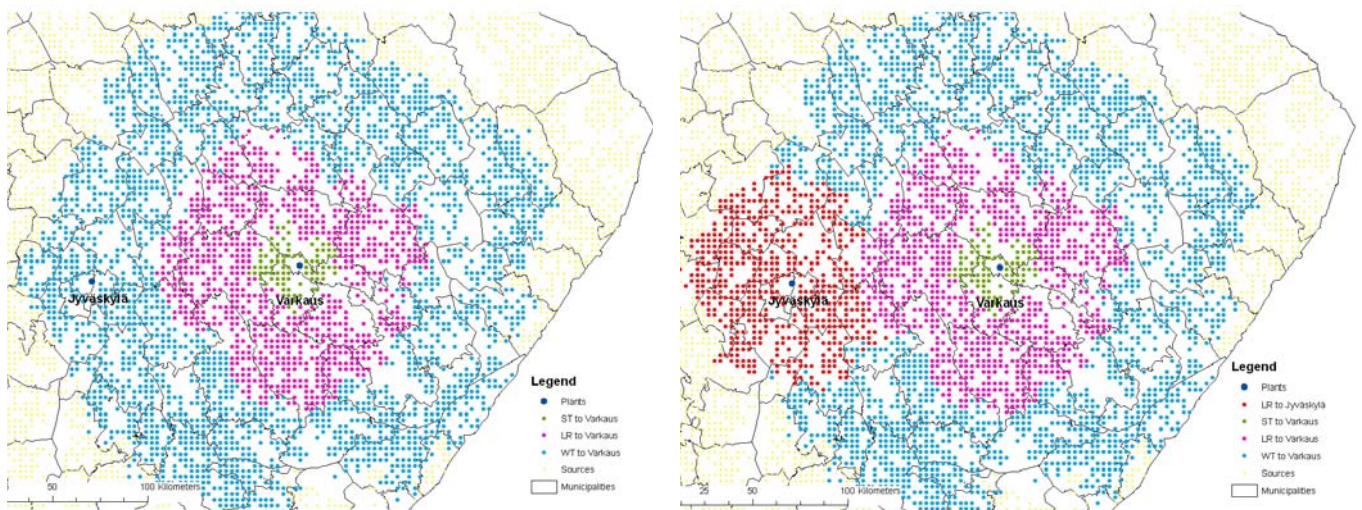 Jyväskylä
Varkaus
Legend
Plants
ST to Varkaus
LR to Varkaus
WT to Varkaus
Sources
Municipalities
50 100 Kilometers
Jyväskylä
Varkaus
Legend
Plants
LR to Jyväskylä
ST to Varkaus
LR to Varkaus
WT to Varkaus
Sources
Municipalities
25 50 100 Kilometers